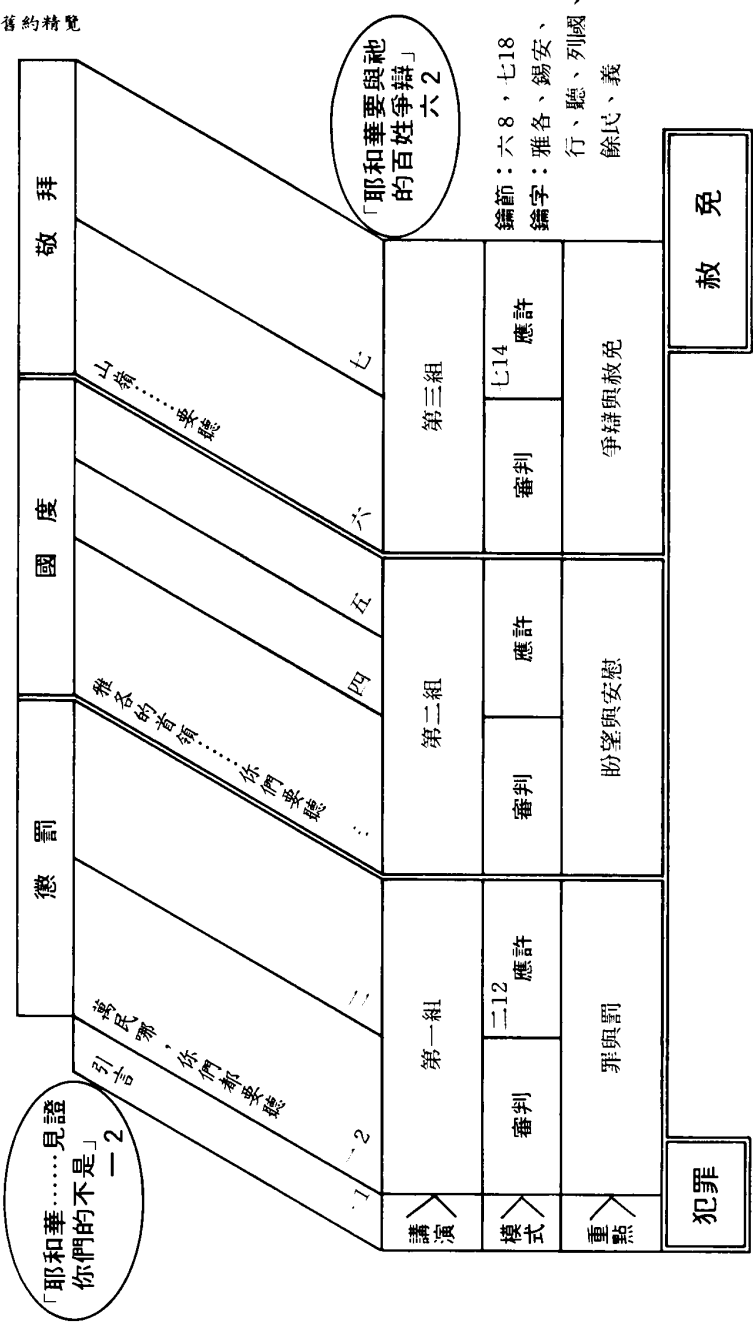 舊約精覽
「耶和華……見證
你們的不是」
一2
懲罰
國度
敬拜
「耶和華要與祂
的百姓爭辯」
六2
引言
萬民哪，你們都要聽
雅各的首領……你們要聽
山嶺……要聽
一2
二
三
四
五
六
七
鑰節：六8，七18
鑰字：雅各、錫安、
行、聽、列國、
餘民、義
講演
第一組
第二組
第三組
模式
審判
二12
應許
審判
應許
審判
七14
應許
重點
罪與罰
盼望與安慰
爭辯與赦免
犯罪
赦免